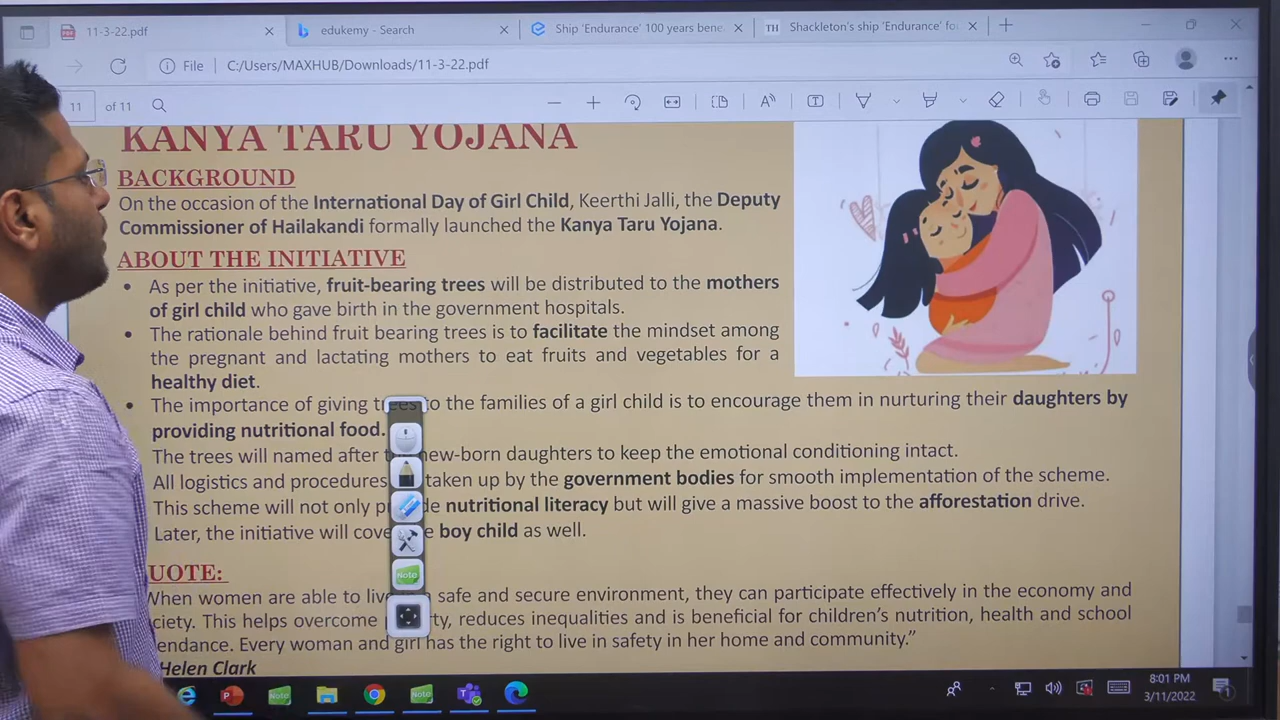 11-3-22.pdf
edukemy - Search
Ship 'Endurance' 100 years bene
TH Shackleton's ship 'Endurance' fo
File C:/Users/MAXHUB/Downloads/11-3-22.pdf
11 of 11
KANYA TARU YOJANA
BACKGROUND
On the occasion of the International Day of Girl Child, Keerthi Jalli, the Deputy
Commissioner of Hailakandi formally launched the Kanya Taru Yojana.
ABOUT THE INITIATIVE
• As per the initiative, fruit-bearing trees will be distributed to the mothers
of girl child who gave birth in the government hospitals.
• The rationale behind fruit bearing trees is to facilitate the mindset among
the pregnant and lactating mothers to eat fruits and vegetables for a
healthy diet.
• The importance of giving trees to the families of a girl child is to encourage them in nurturing their daughters by
providing nutritional food.
The trees will named after new-born daughters to keep the emotional conditioning intact.
All logistics and procedures taken up by the government bodies for smooth implementation of the scheme.
This scheme will not only nutritional literacy but will give a massive boost to the afforestation drive.
Later, the initiative will boy child as well.
UOTE:
When women are able to live safe and secure environment, they can participate effectively in the economy and
ciety. This helps overcome reduces inequalities and is beneficial for children's nutrition, health and school
endance. Every woman and girl has the right to live in safety in her home and community.”
Helen Clark
Note
Note
Note
8:01 PM
3/11/2022